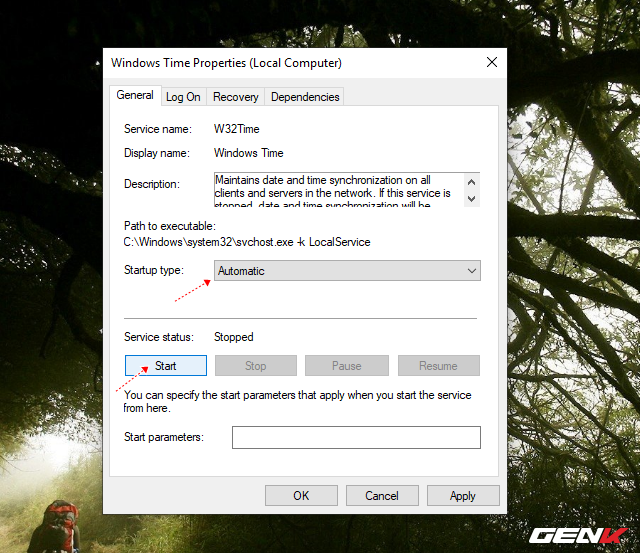 Windows Time Properties (Local Computer)
General Log On Recovery Dependencies
Service name: W32Time
Display name: Windows Time
Description: Maintains date and time synchronization on all
clients and servers in the network. If this service is
stopped, date and time synchronization will be
Path to executable:
C:\Windows\system32\svchost.exe -k LocalService
Startup type: Automatic
Service status: Stopped
Start Stop Pause Resume
You can specify the start parameters that apply when you start the service
from here.
Start parameters:
OK Cancel Apply
GENK